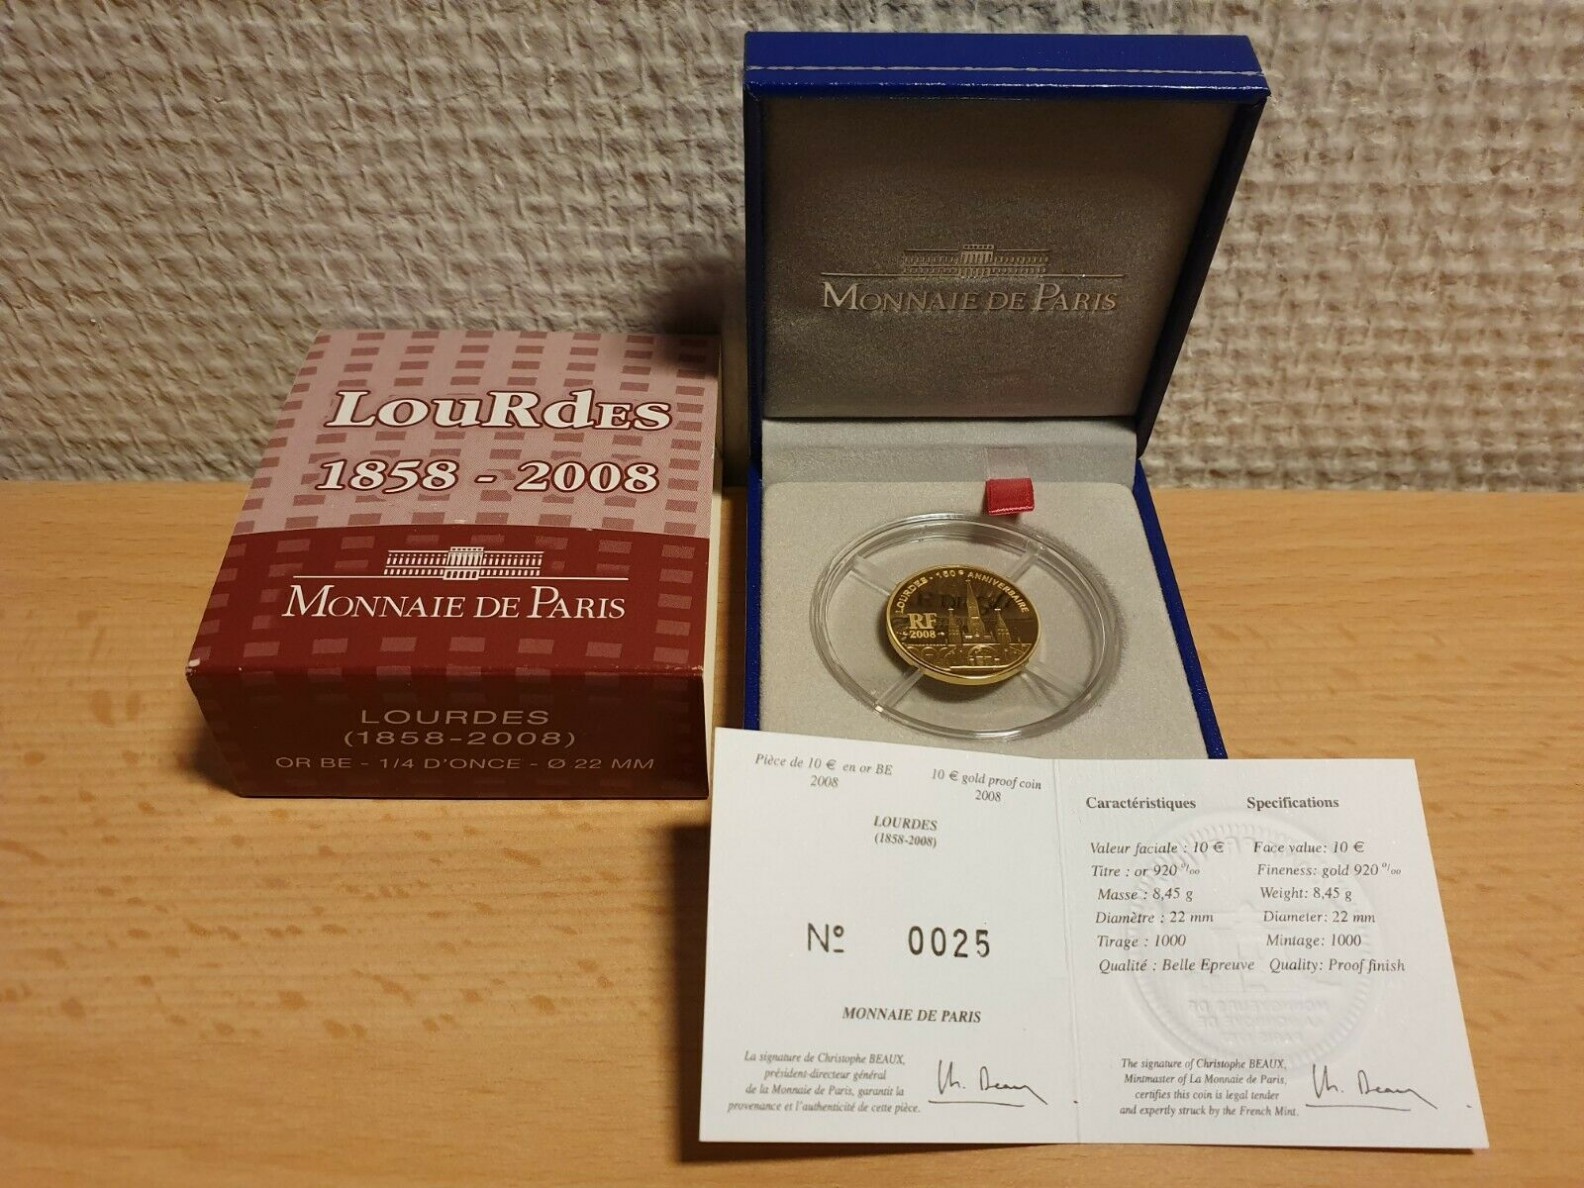 LouRdES
1858 - 2008
MONNAIE DE PARIS
LOURDES
(1858-2008)
OR BE - 1/4 D'ONCE - Ø 22 MM
MONNAIE DE PARIS
LOURDES - 150e ANNIVERSAIRE
RF
2008
Pièce de 10 € en or BE
2008
10 € gold proof coin
2008
LOURDES
(1858-2008)
Nº 0025
MONNAIE DE PARIS
La signature de Christophe BEAUX,
président-directeur général
de la Monnaie de Paris, garantit la
provenance et l'authenticité de cette pièce.
Ch. Beaux
Caractéristiques Specifications
Valeur faciale : 10 € Face value: 10 €
Titre : or 920 ‰ Fineness: gold 920 ‰
Masse : 8,45 g Weight: 8,45 g
Diamètre : 22 mm Diameter: 22 mm
Tirage : 1000 Mintage: 1000
Qualité : Belle Epreuve Quality: Proof finish
The signature of Christophe BEAUX,
Mintmaster of La Monnaie de Paris,
certifies this coin is legal tender
and expertly struck by the French Mint.
Ch. Beaux